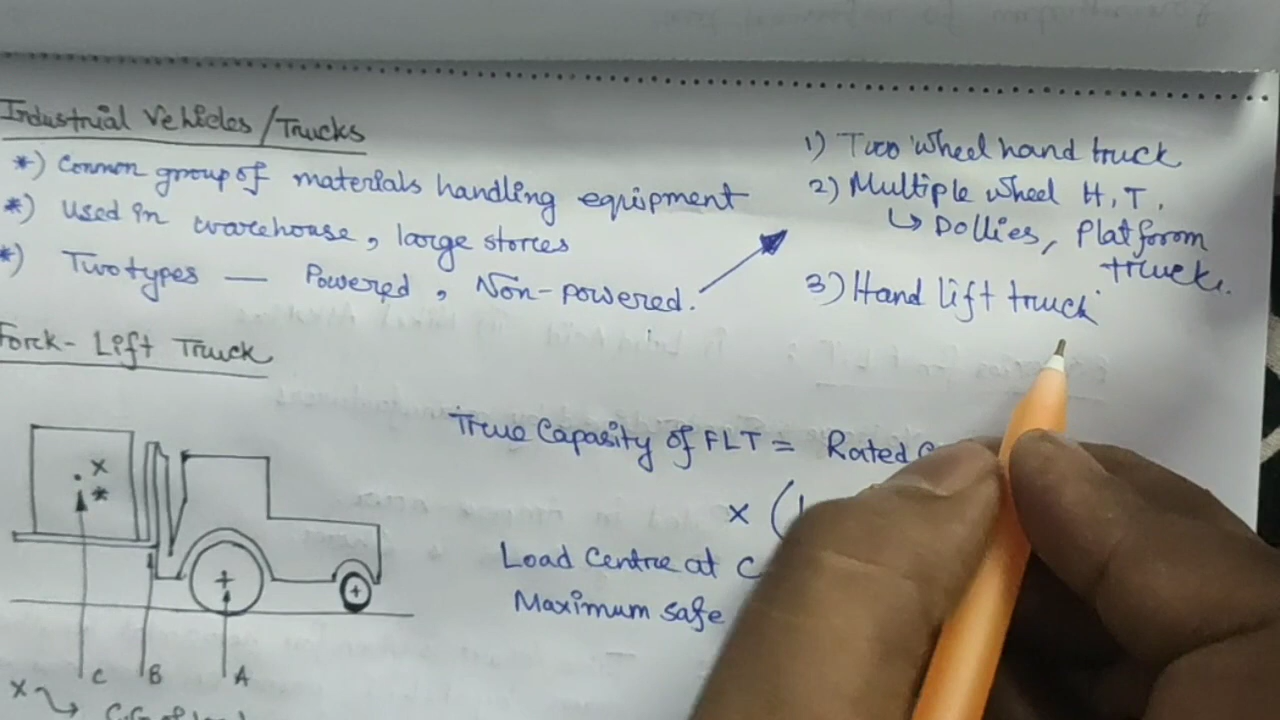 Industrial Vehicles/Trucks
*) Common group of materials handling equipment
*) Used in warehouse, large stores
*) Two types — Powered, Non-powered.
1) Two wheel hand truck
2) Multiple wheel H.T.
↳ Dollies, Platform
truck.
3) Hand lift truck
Fork-Lift Truck
True Capasity of FLT = Rated
x (
Load Centre at C
Maximum safe
x
*
+
+
C B A
x → C.G of